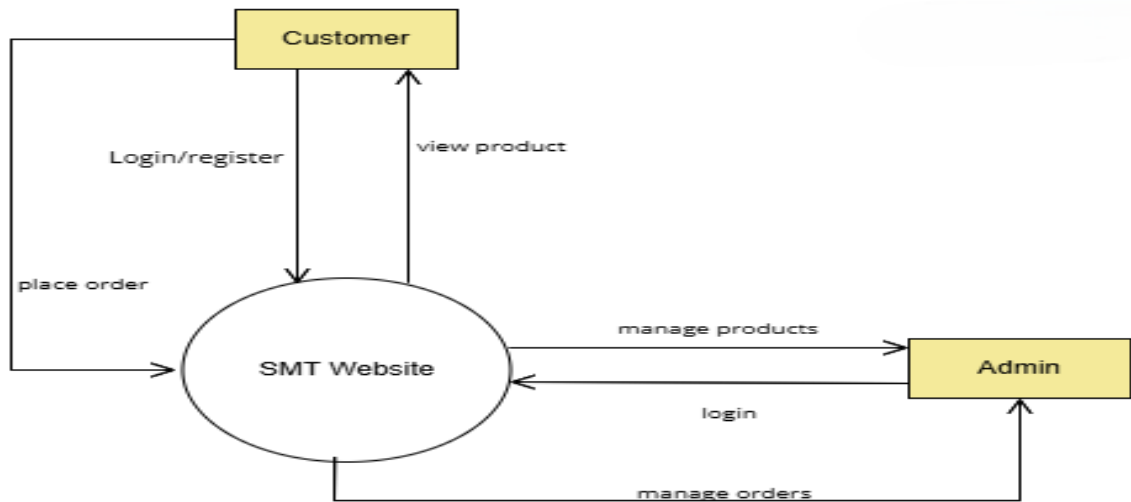 Customer
Login/register
view product
place order
manage products
SMT Website
Admin
login
manage orders